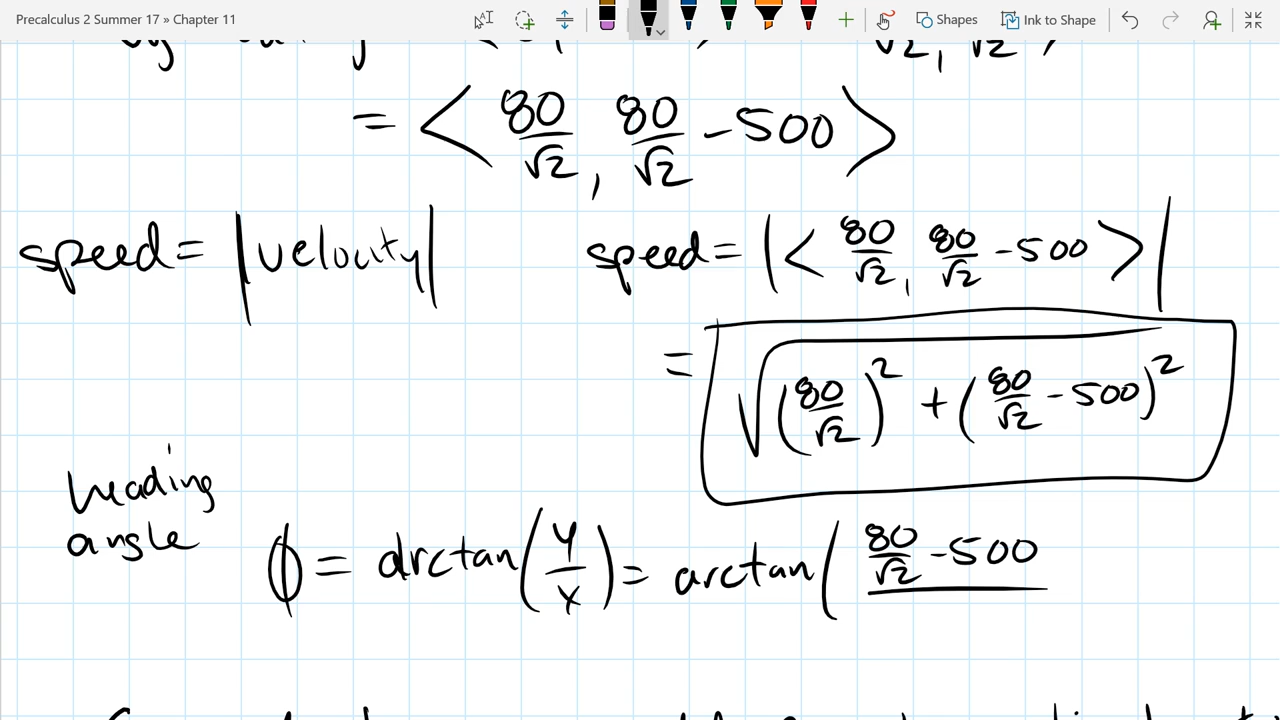 Precalculus 2 Summer 17 » Chapter 11
Shapes
Ink to Shape
= < 80/√2, 80/√2 - 500 >
speed = |velocity|
speed = |< 80/√2, 80/√2 - 500 >|
= √((80/√2)² + (80/√2 - 500)²)
heading
angle
ϕ = arctan(y/x) = arctan( 80/√2 - 500